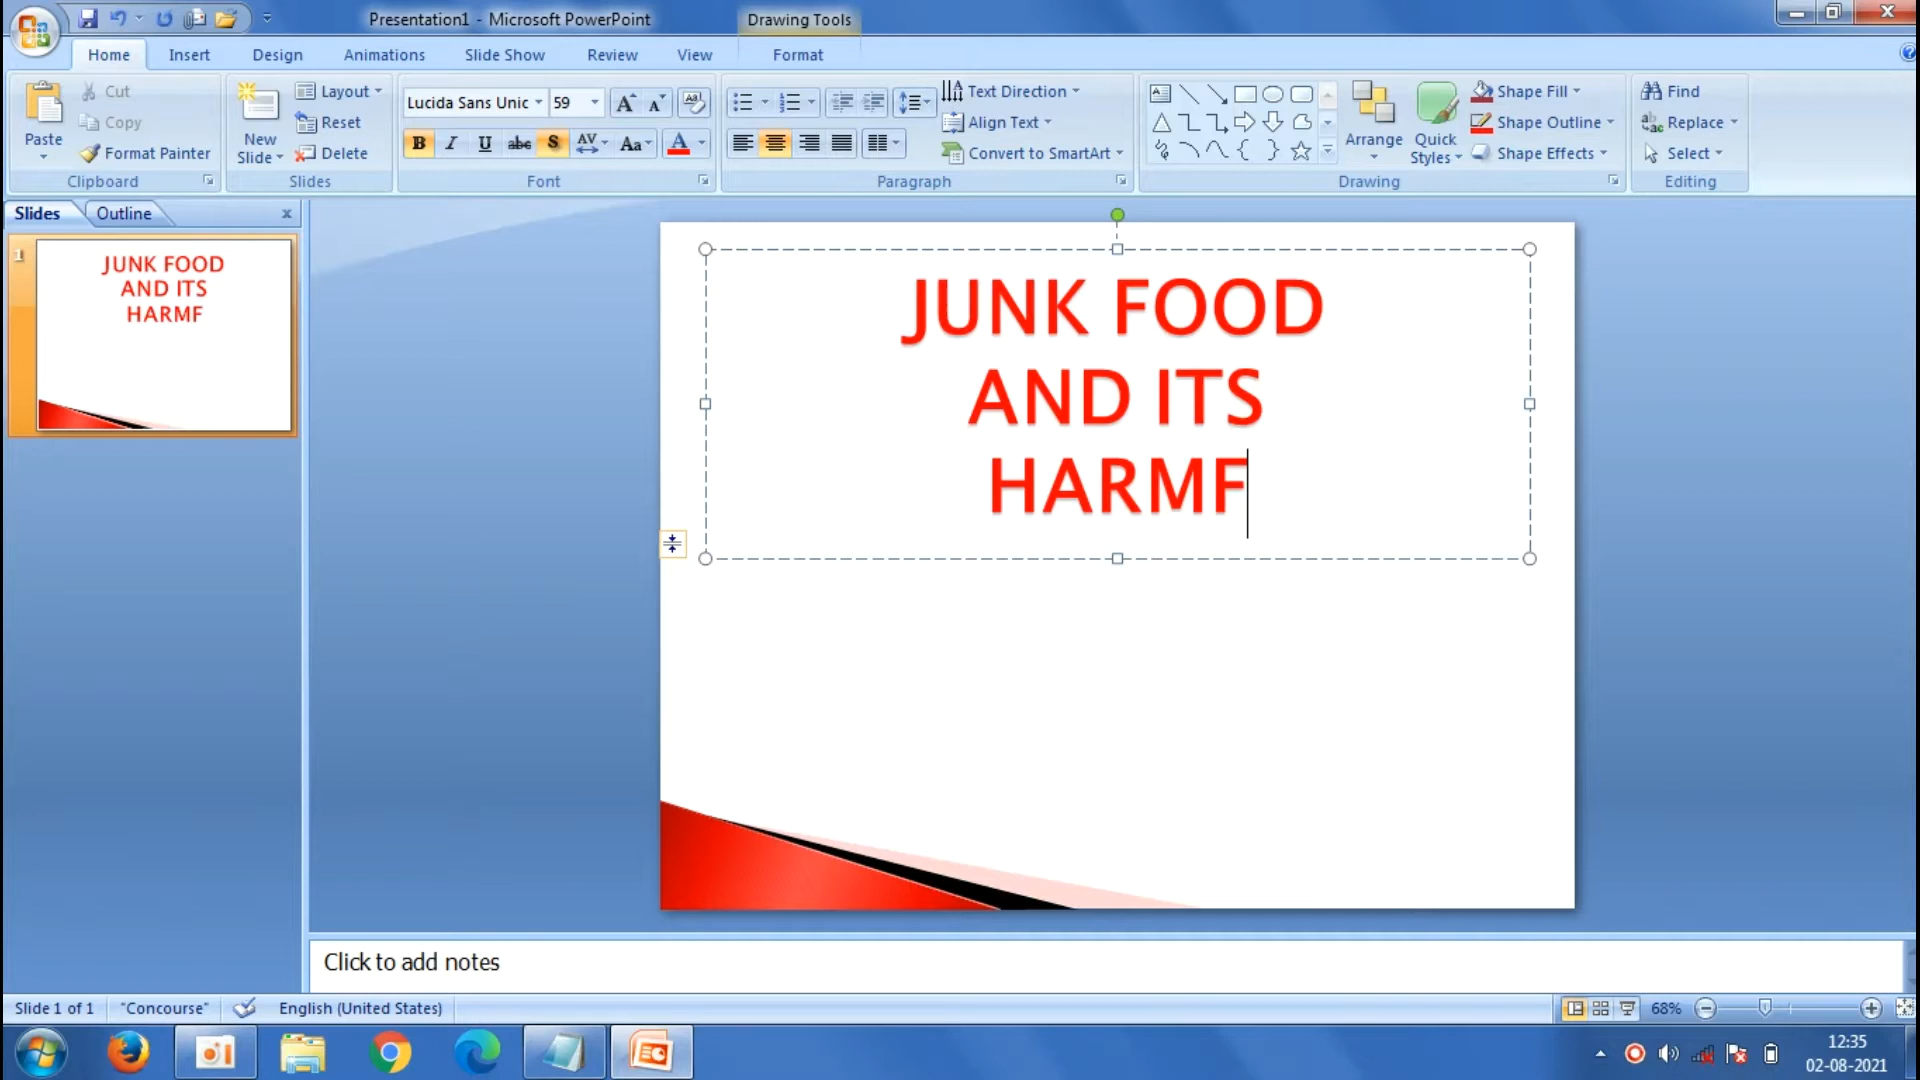 Presentation1 - Microsoft PowerPoint
Drawing Tools
Home Insert Design Animations Slide Show Review View Format
Paste
Cut
Copy
Format Painter
Clipboard
New Slide
Layout
Reset
Delete
Slides
Lucida Sans Unic 59
B I U abc S AV Aa A
Font
Text Direction
Align Text
Convert to SmartArt
Paragraph
Arrange
Quick Styles
Shape Fill
Shape Outline
Shape Effects
Drawing
Find
Replace
Select
Editing
Slides Outline
1
JUNK FOOD
AND ITS
HARMF
JUNK FOOD
AND ITS
HARMF
Click to add notes
Slide 1 of 1 "Concourse" English (United States) 68%
12:35
02-08-2021